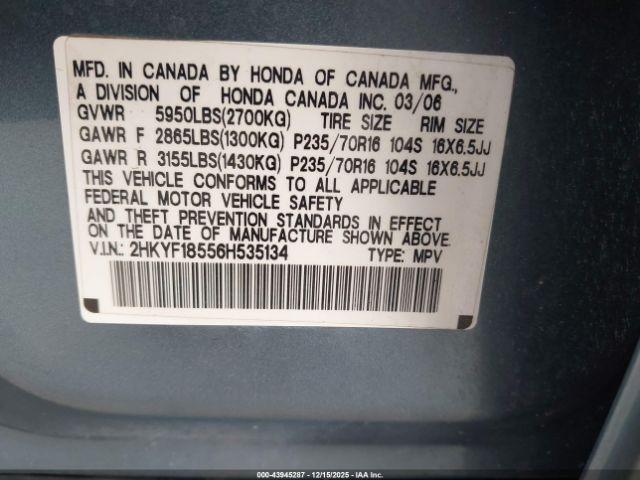 MFD. IN CANADA BY HONDA OF CANADA MFG.,
A DIVISION OF HONDA CANADA INC. 03/06
GVWR 5950LBS(2700KG) TIRE SIZE RIM SIZE
GAWR F 2865LBS(1300KG) P235/70R16 104S 16X6.5JJ
GAWR R 3155LBS(1430KG) P235/70R16 104S 16X6.5JJ
THIS VEHICLE CONFORMS TO ALL APPLICABLE
FEDERAL MOTOR VEHICLE SAFETY
AND THEFT PREVENTION STANDARDS IN EFFECT
ON THE DATE OF MANUFACTURE SHOWN ABOVE.
V.I.N.: 2HKYF18556H535134 TYPE: MPV
000-43945287 - 12/15/2025 - IAAI.COM